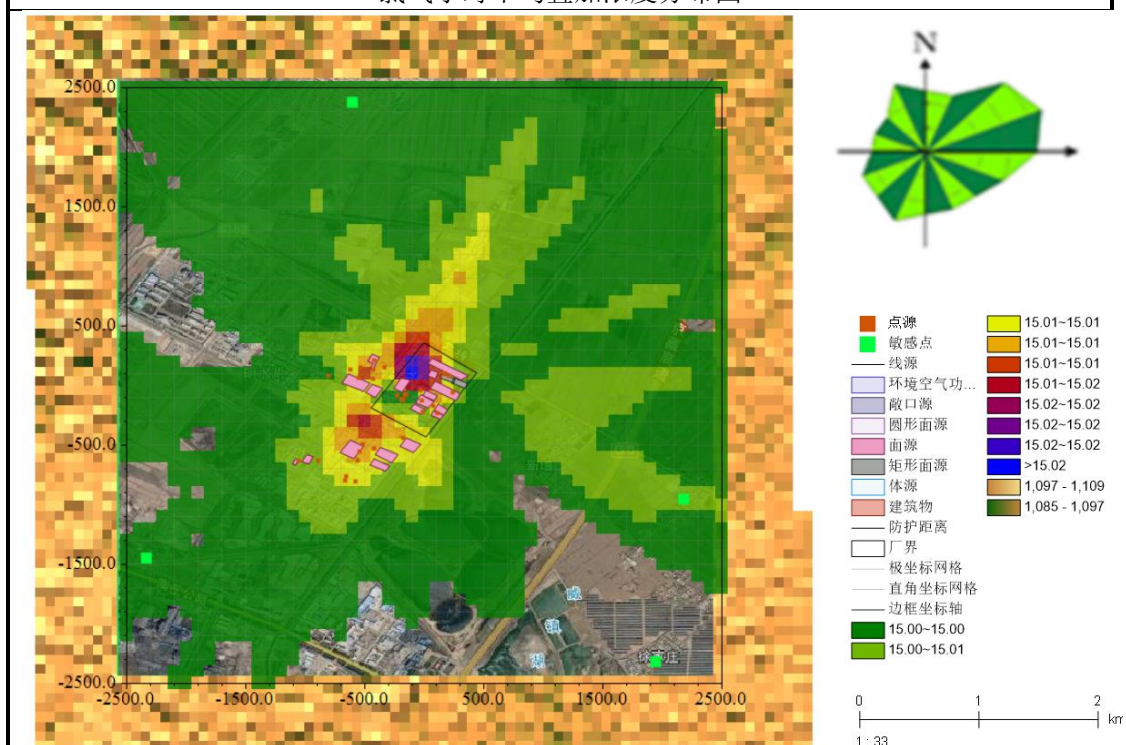 N
2500.0
1500.0
500.0
-500.0
-1500.0
-2500.0
-2500.0
-1500.0
-500.0
500.0
1500.0
2500.0
威
镇
湖
点源
敏感点
线源
环境空气功...
敞口源
圆形面源
面源
矩形面源
体源
建筑物
防护距离
厂界
极坐标网格
直角坐标网格
边框坐标轴
15.00~15.00
15.00~15.01
15.01~15.01
15.01~15.01
15.01~15.01
15.01~15.02
15.02~15.02
15.02~15.02
15.02~15.02
>15.02
1,097 - 1,109
1,085 - 1,097
0
1
2
km
1 : 33